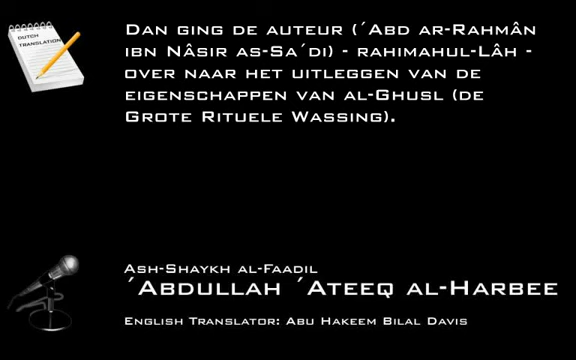 DUTCH
TRANSLATION
Dan ging de auteur (´Abd ar-Rahmân
ibn Nâsir as-Sa´di) - rahimahul-Lâh -
over naar het uitleggen van de
eigenschappen van al-Ghusl (de
Grote Rituele Wassing).
Ash-Shaykh al-Faadil
´Abdullah ´Ateeq al-Harbee
English Translator: Abu Hakeem Bilal Davis